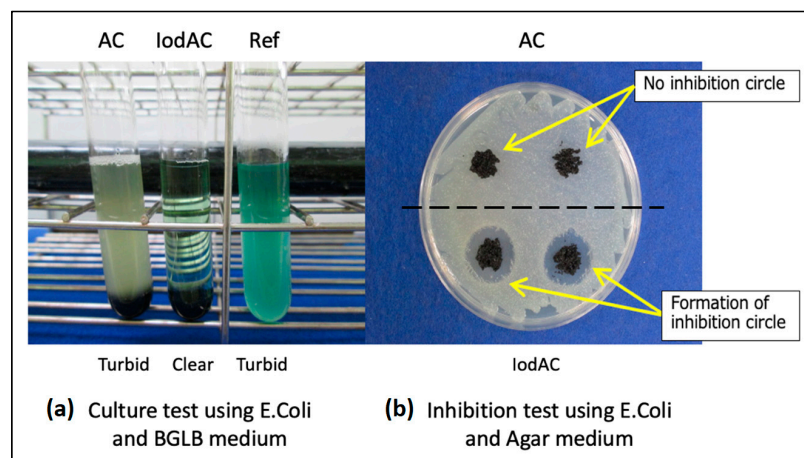 AC IodAC Ref
AC
No inhibition circle
Formation of
inhibition circle
Turbid Clear Turbid
IodAC
(a) Culture test using E.Coli
and BGLB medium
(b) Inhibition test using E.Coli
and Agar medium